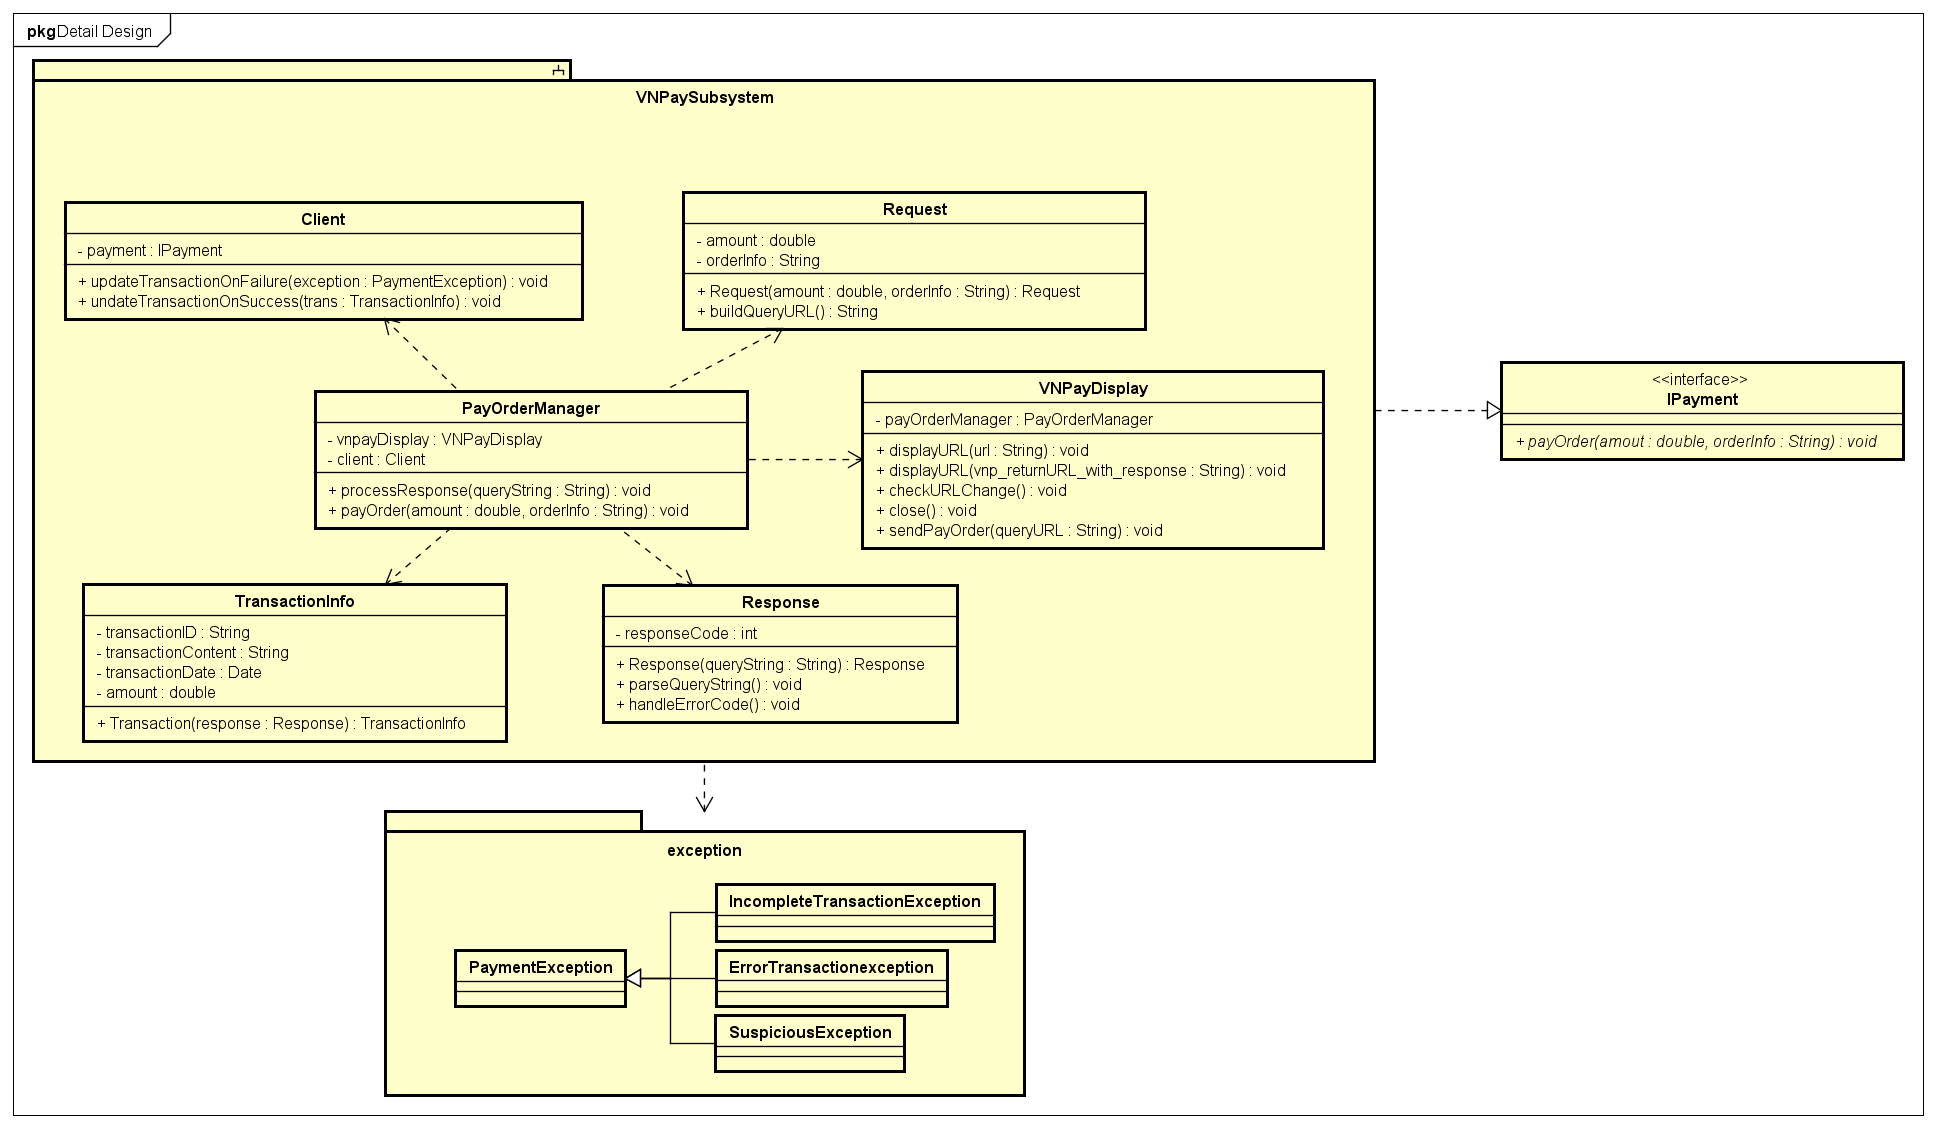 pkg Detail Design
VNPaySubsystem
Client
- payment : IPayment
+ updateTransactionOnFailure(exception : PaymentException) : void
+ undateTransactionOnSuccess(trans : TransactionInfo) : void
Request
- amount : double
- orderInfo : String
+ Request(amount : double, orderInfo : String) : Request
+ buildQueryURL() : String
PayOrderManager
- vnpayDisplay : VNPayDisplay
- client : Client
+ processResponse(queryString : String) : void
+ payOrder(amount : double, orderInfo : String) : void
VNPayDisplay
- payOrderManager : PayOrderManager
+ displayURL(url : String) : void
+ displayURL(vnp_returnURL_with_response : String) : void
+ checkURLChange() : void
+ close() : void
+ sendPayOrder(queryURL : String) : void
<<interface>>
IPayment
+ payOrder(amout : double, orderInfo : String) : void
TransactionInfo
- transactionID : String
- transactionContent : String
- transactionDate : Date
- amount : double
+ Transaction(response : Response) : TransactionInfo
Response
- responseCode : int
+ Response(queryString : String) : Response
+ parseQueryString() : void
+ handleErrorCode() : void
exception
IncompleteTransactionException
PaymentException
ErrorTransactionexception
SuspiciousException